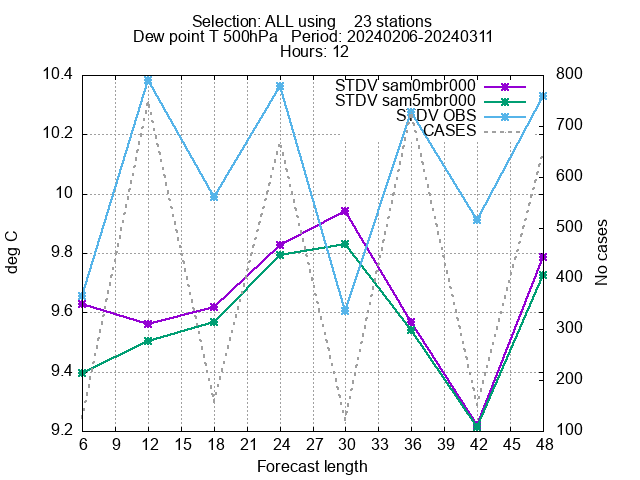 Selection: ALL using    23 stations
Dew point T 500hPa   Period: 20240206-20240311
Hours: 12
STDV sam0mbr000
STDV sam5mbr000
STDV OBS
CASES
10.4
10.2
10
9.8
9.6
9.4
9.2
deg C
800
700
600
500
400
300
200
100
No cases
6 9 12 15 18 21 24 27 30 33 36 39 42 45 48
Forecast length